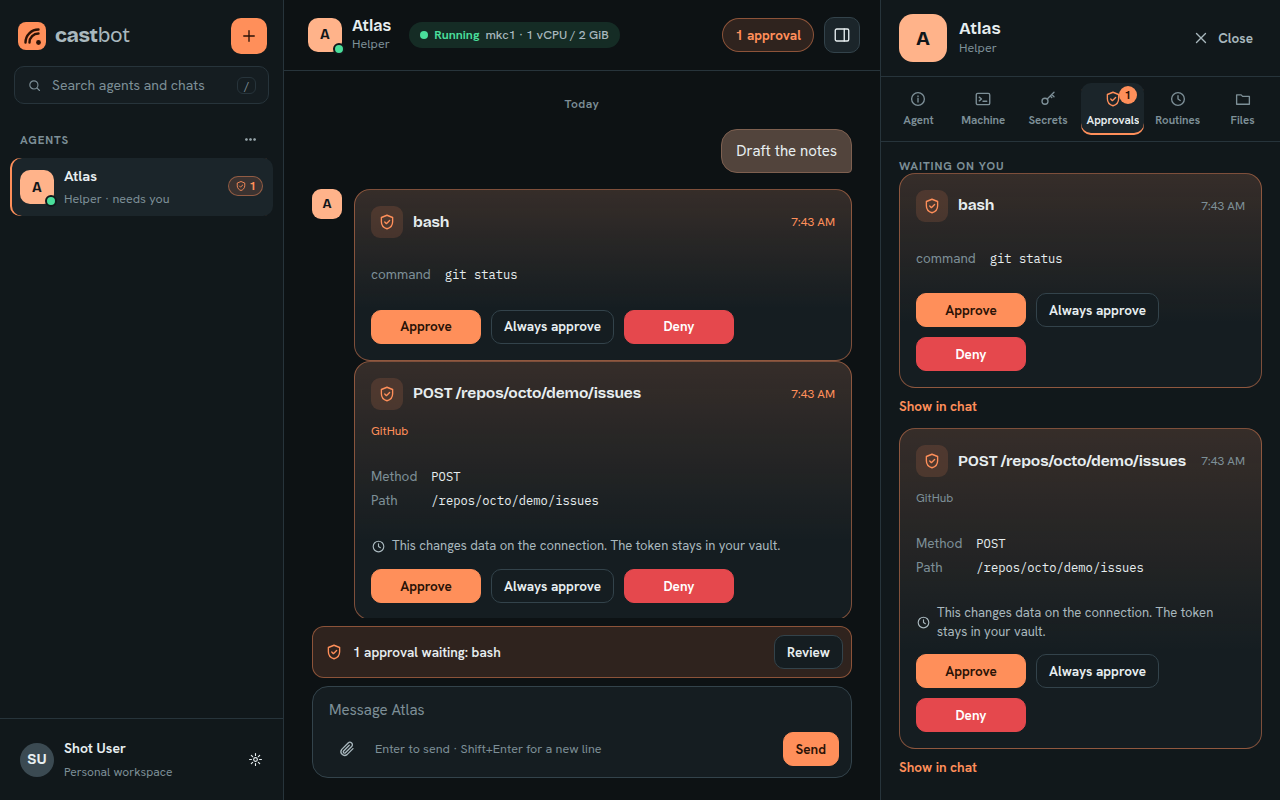 castbot
Search agents and chats /
AGENTS
A Atlas
Helper · needs you
1
SU Shot User
Personal workspace
A Atlas
Helper
Running mkc1 · 1 vCPU / 2 GiB
1 approval
Today
Draft the notes
A
bash 7:43 AM
command git status
Approve Always approve Deny
POST /repos/octo/demo/issues 7:43 AM
GitHub
Method POST
Path /repos/octo/demo/issues
This changes data on the connection. The token stays in your vault.
Approve Always approve Deny
1 approval waiting: bash Review
Message Atlas
Enter to send · Shift+Enter for a new line Send
A Atlas
Helper
Close
Agent Machine Secrets Approvals 1 Routines Files
WAITING ON YOU
bash 7:43 AM
command git status
Approve Always approve
Deny
Show in chat
POST /repos/octo/demo/issues 7:43 AM
GitHub
Method POST
Path /repos/octo/demo/issues
This changes data on the connection. The token
stays in your vault.
Approve Always approve
Deny
Show in chat